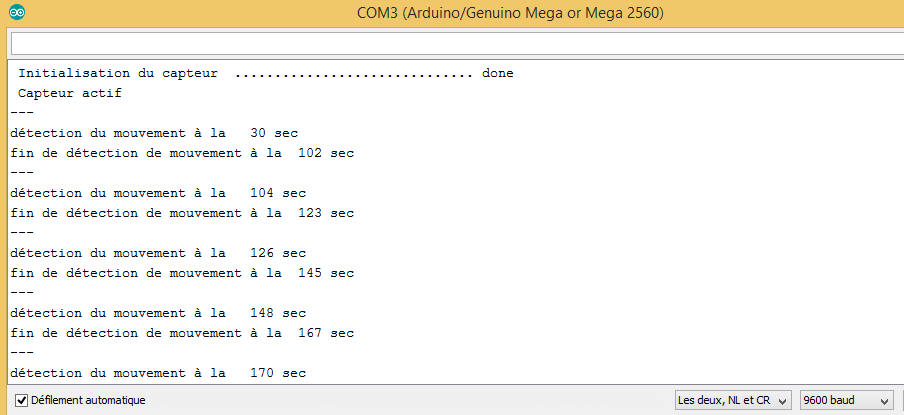 COM3 (Arduino/Genuino Mega or Mega 2560)
Initialisation du capteur .............................. done
Capteur actif
---
détection du mouvement à la 30 sec
fin de détection de mouvement à la 102 sec
---
détection du mouvement à la 104 sec
fin de détection de mouvement à la 123 sec
---
détection du mouvement à la 126 sec
fin de détection de mouvement à la 145 sec
---
détection du mouvement à la 148 sec
fin de détection de mouvement à la 167 sec
---
détection du mouvement à la 170 sec
Défilement automatique
Les deux, NL et CR
9600 baud